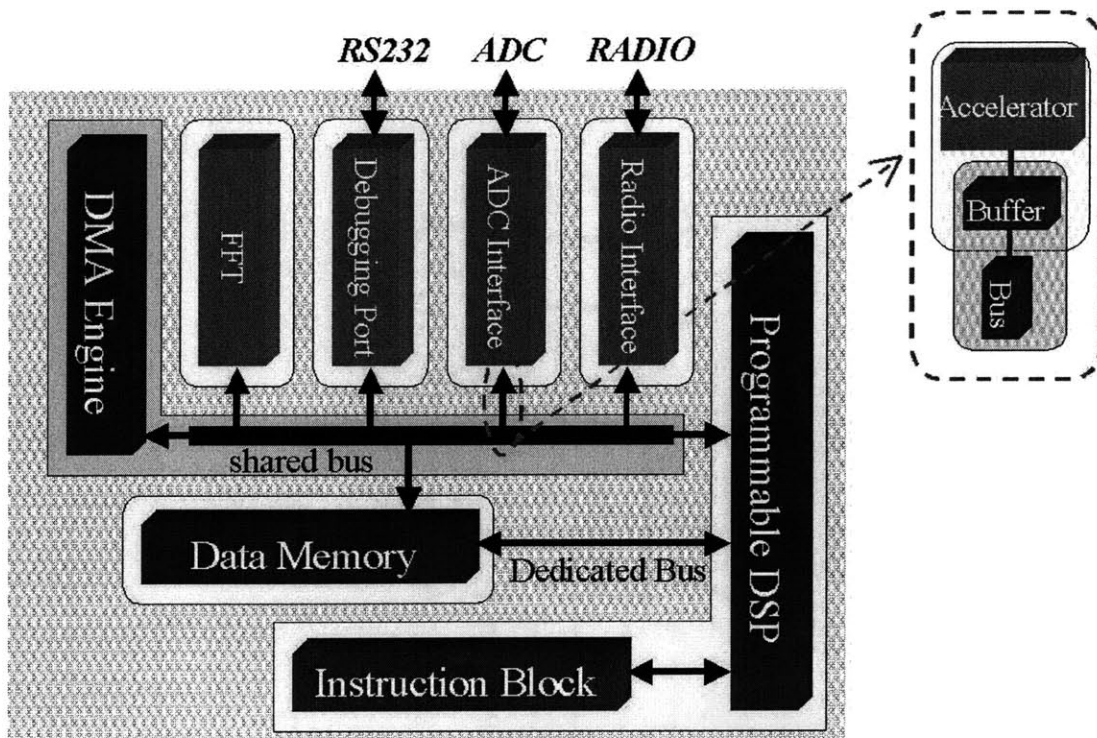 RS232
ADC
RADIO
Accelerator
Buffer
Bus
DMA Engine
FFT
Debugging Port
ADC Interface
Radio Interface
Programmable DSP
shared bus
Data Memory
Dedicated Bus
Instruction Block